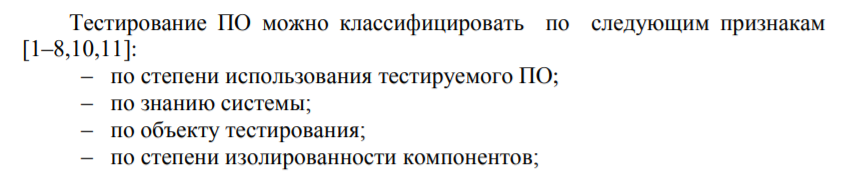 Тестирование ПО можно классифицировать по следующим признакам
[1–8,10,11]:
– по степени использования тестируемого ПО;
– по знанию системы;
– по объекту тестирования;
– по степени изолированности компонентов;